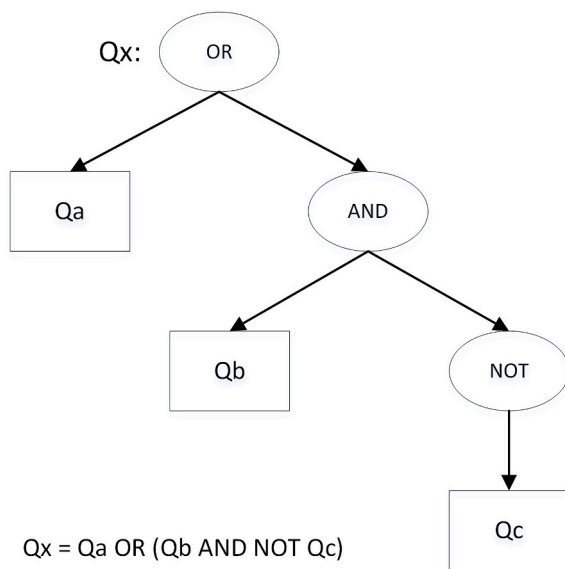 Qx: OR
Qa
AND
Qb
NOT
Qc
Qx = Qa OR (Qb AND NOT Qc)